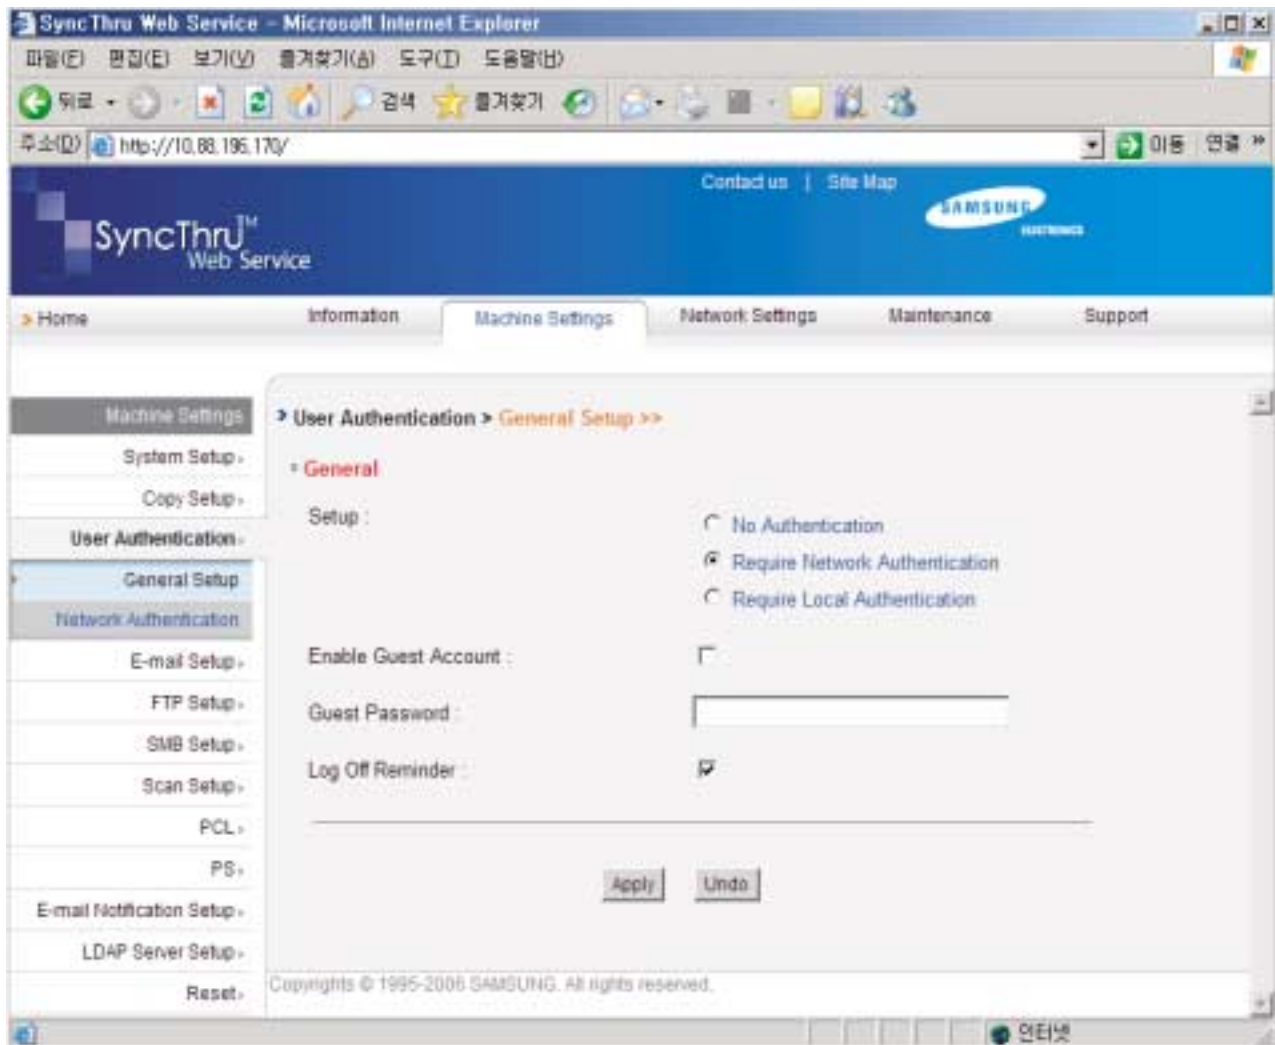 SyncThru Web Service - Microsoft Internet Explorer
파일(F) 편집(E) 보기(V) 즐겨찾기(A) 도구(T) 도움말(H)
뒤로 검색 즐겨찾기
주소(D) http://10.88.196.170/ 이동 연결 »
Contact us | Site Map
SAMSUNG
ELECTRONICS
SyncThru™
Web Service
Home Information Machine Settings Network Settings Maintenance Support
Machine Settings
System Setup
Copy Setup
User Authentication
General Setup
Network Authentication
E-mail Setup
FTP Setup
SMB Setup
Scan Setup
PCL
PS
E-mail Notification Setup
LDAP Server Setup
Reset
User Authentication > General Setup >>
General
Setup :
No Authentication
Require Network Authentication
Require Local Authentication
Enable Guest Account :
Guest Password :
Log Off Reminder :
Apply Undo
Copyrights © 1995-2006 SAMSUNG. All rights reserved.
인터넷